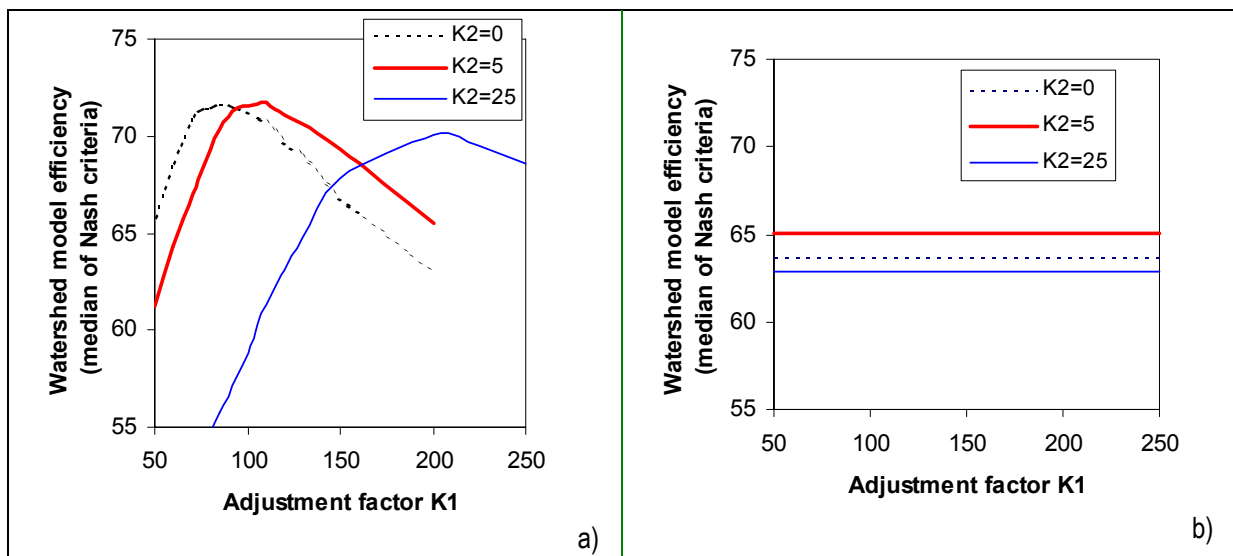 K2=0
K2=5
K2=25
75
70
65
60
55
50 100 150 200 250
Watershed model efficiency
(median of Nash criteria)
Adjustment factor K1
a)
K2=0
K2=5
K2=25
75
70
65
60
55
50 100 150 200 250
Watershed model efficiency
(median of Nash criteria)
Adjustment factor K1
b)